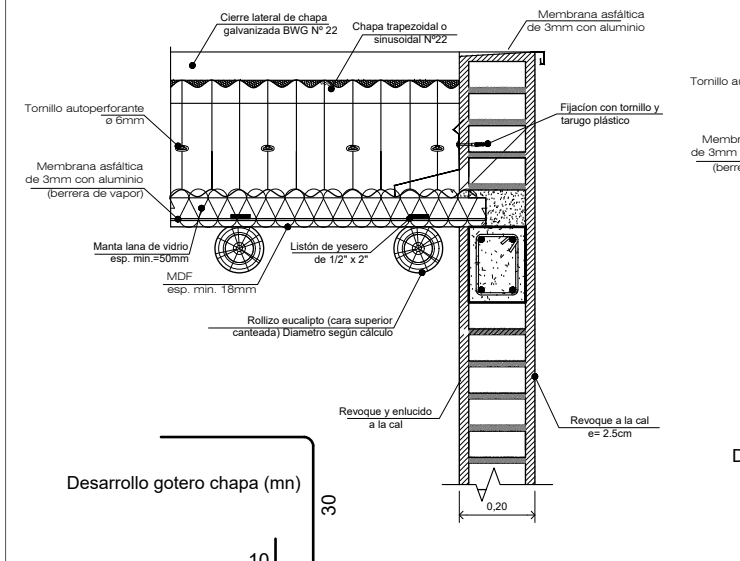 Cierre lateral de chapa
galvanizada BWG Nº 22
Chapa trapezoidal o
sinusoidal Nº22
Membrana asfáltica
de 3mm con aluminio
Tornillo autoperforante
ø 6mm
Fijacíon con tornillo y
tarugo plástico
Tornillo au
Membrana asfáltica
de 3mm con aluminio
(berrera de vapor)
Membr
de 3mm
(berre
Manta lana de vidrio
esp. min.=50mm
Listón de yesero
de 1/2" x 2"
MDF
esp. min. 18mm
Rollizo eucalipto (cara superior
canteada) Diametro según cálculo
Revoque y enlucido
a la cal
Revoque a la cal
e= 2.5cm
Desarrollo gotero chapa (mn)
30
10
0,20
D